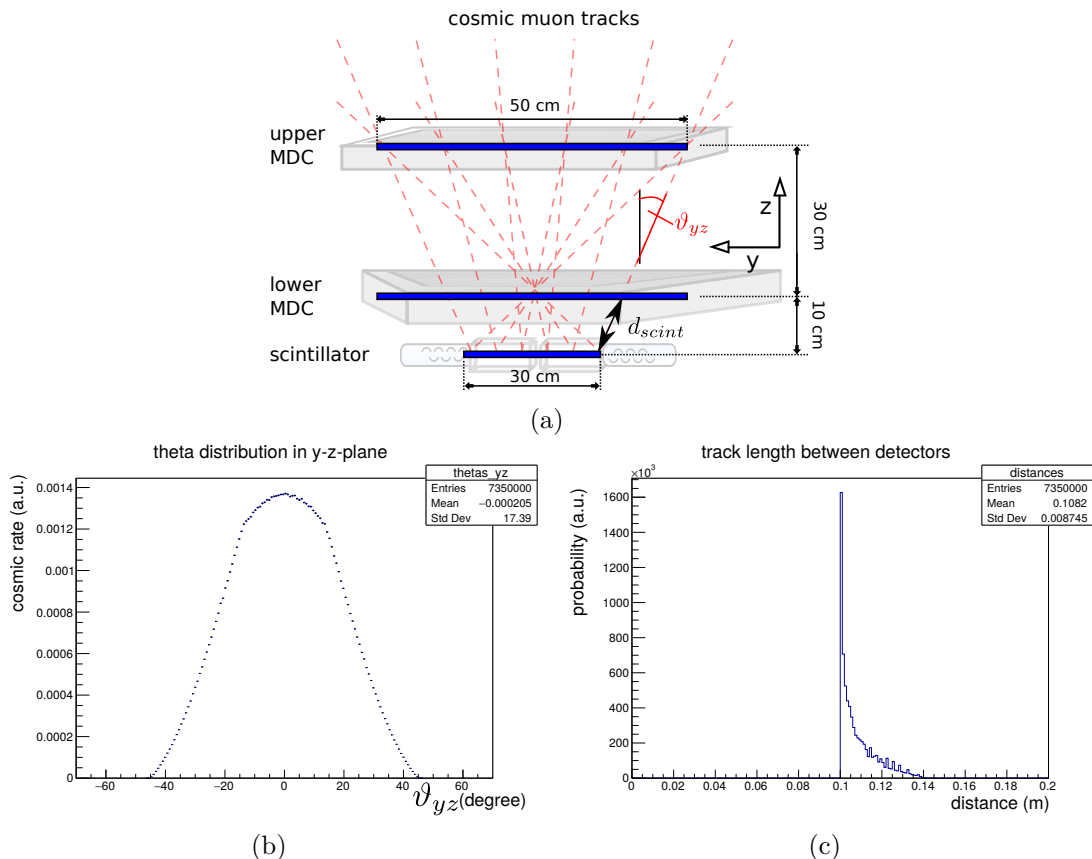 cosmic muon tracks
50 cm
upper
MDC
30 cm
z
y
ϑyz
lower
MDC
10 cm
dscint
scintillator
30 cm
(a)
theta distribution in y-z-plane
thetas_yz
Entries 7350000
Mean −0.000205
Std Dev 17.39
cosmic rate (a.u.)
0.0014
0.0012
0.001
0.0008
0.0006
0.0004
0.0002
0
−60 −40 −20 0 20 40 60
ϑyz(degree)
(b)
track length between detectors
×10³
distances
Entries 7350000
Mean 0.1082
Std Dev 0.008745
probability (a.u.)
1600
1400
1200
1000
800
600
400
200
0
0 0.02 0.04 0.06 0.08 0.1 0.12 0.14 0.16 0.18 0.2
distance (m)
(c)